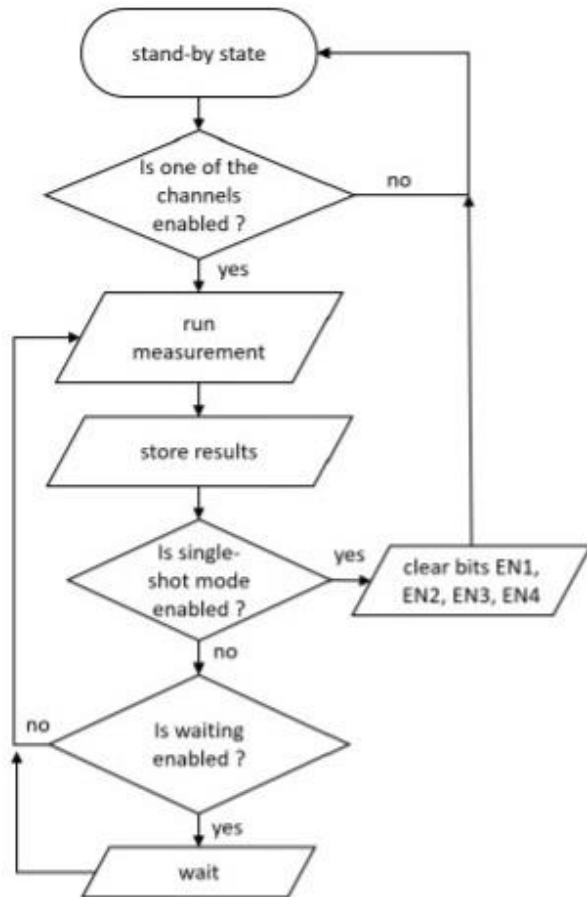 stand-by state
Is one of the
channels
enabled ?
no
yes
run
measurement
store results
Is single-
shot mode
enabled ?
yes
clear bits EN1,
EN2, EN3, EN4
no
no
Is waiting
enabled ?
yes
wait